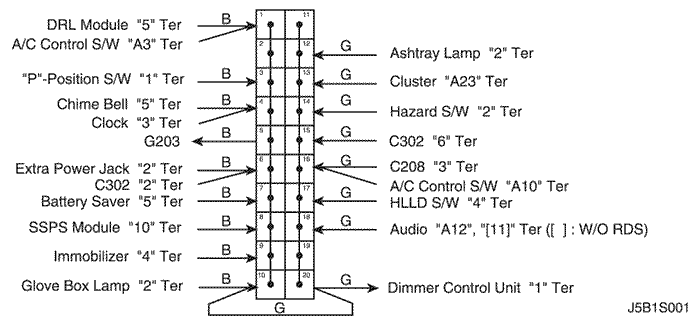 DRL Module "5" Ter B 1 11
A/C Control S/W "A3" Ter
2 12 G Ashtray Lamp "2" Ter
"P"-Position S/W "1" Ter B 3 13 G Cluster "A23" Ter
Chime Bell "5" Ter B 4 14 G Hazard S/W "2" Ter
Clock "3" Ter
G203 B 5 15 G C302 "6" Ter
Extra Power Jack "2" Ter B 6 16 G C208 "3" Ter
C302 "2" Ter A/C Control S/W "A10" Ter
Battery Saver "5" Ter B 7 17 G HLLD S/W "4" Ter
SSPS Module "10" Ter B 8 18 G Audio "A12", "[11]" Ter ([ ] : W/O RDS)
Immobilizer "4" Ter B 9 19
Glove Box Lamp "2" Ter B 10 20 G Dimmer Control Unit "1" Ter
G
J5B1S001